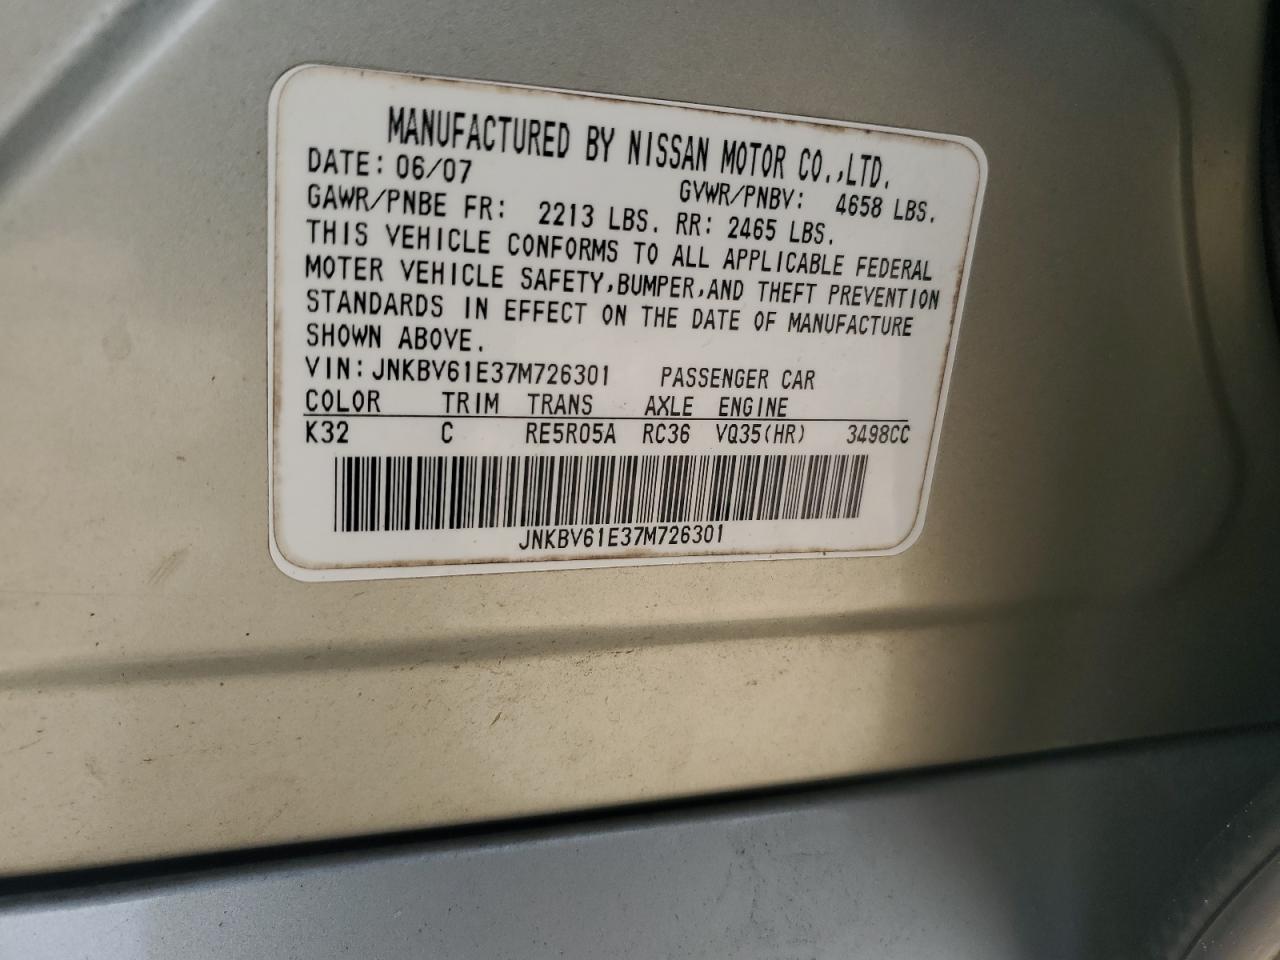 MANUFACTURED BY NISSAN MOTOR CO.,LTD.
DATE: 06/07 GVWR/PNBV: 4658 LBS.
GAWR/PNBE FR: 2213 LBS. RR: 2465 LBS.
THIS VEHICLE CONFORMS TO ALL APPLICABLE FEDERAL
MOTER VEHICLE SAFETY,BUMPER,AND THEFT PREVENTION
STANDARDS IN EFFECT ON THE DATE OF MANUFACTURE
SHOWN ABOVE.
VIN: JNKBV61E37M726301 PASSENGER CAR
COLOR TRIM TRANS AXLE ENGINE
K32 C RE5R05A RC36 VQ35(HR) 3498CC
JNKBV61E37M726301